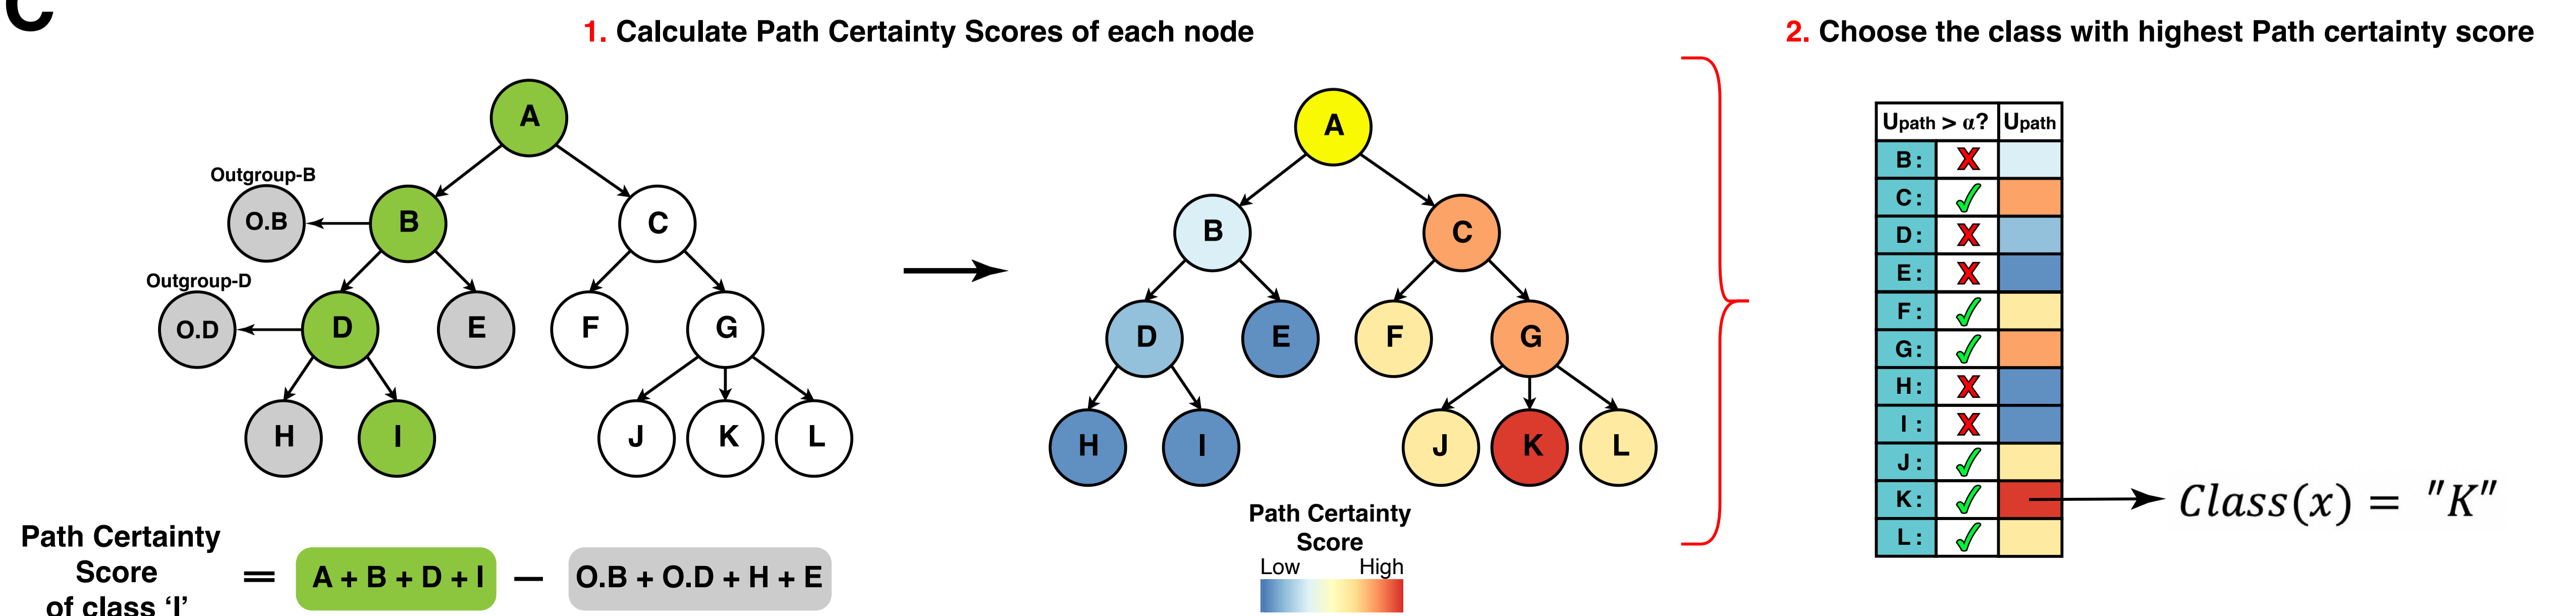 C
1. Calculate Path Certainty Scores of each node
2. Choose the class with highest Path certainty score
A
Outgroup-B
O.B
B
C
Outgroup-D
O.D
D
E
F
G
H
I
J
K
L
Path Certainty
Score
of class ‘I’
=
A + B + D + I
–
O.B + O.D + H + E
A
B
C
D
E
F
G
H
I
J
K
L
Path Certainty
Score
Low High
Upath > α? Upath
B: X
C: ✓
D: X
E: X
F: ✓
G: ✓
H: X
I: X
J: ✓
K: ✓
L: ✓
Class(x) = "K"